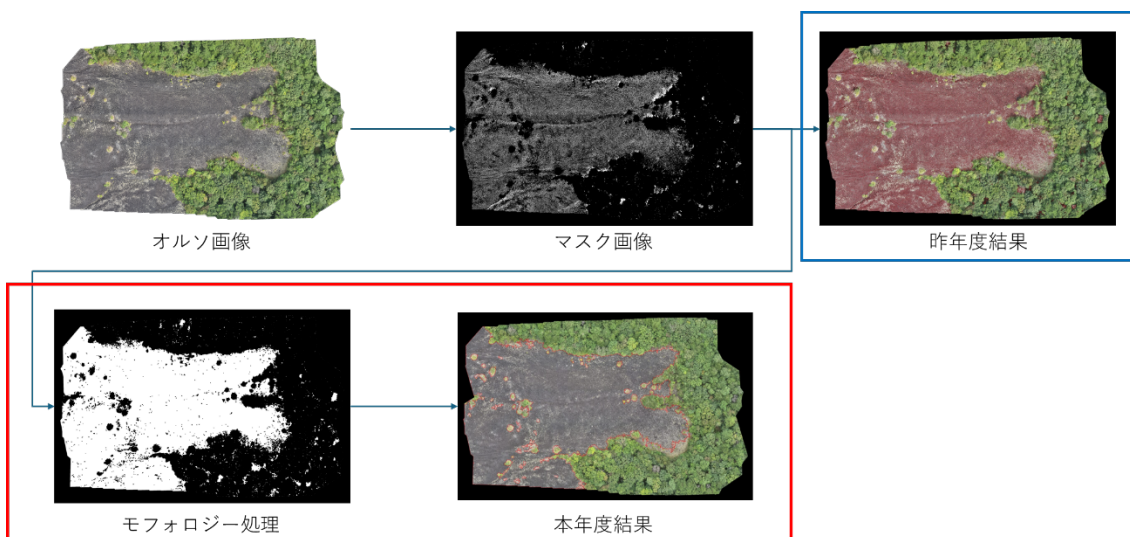 オルソ画像
マスク画像
昨年度結果
モフォロジー処理
本年度結果